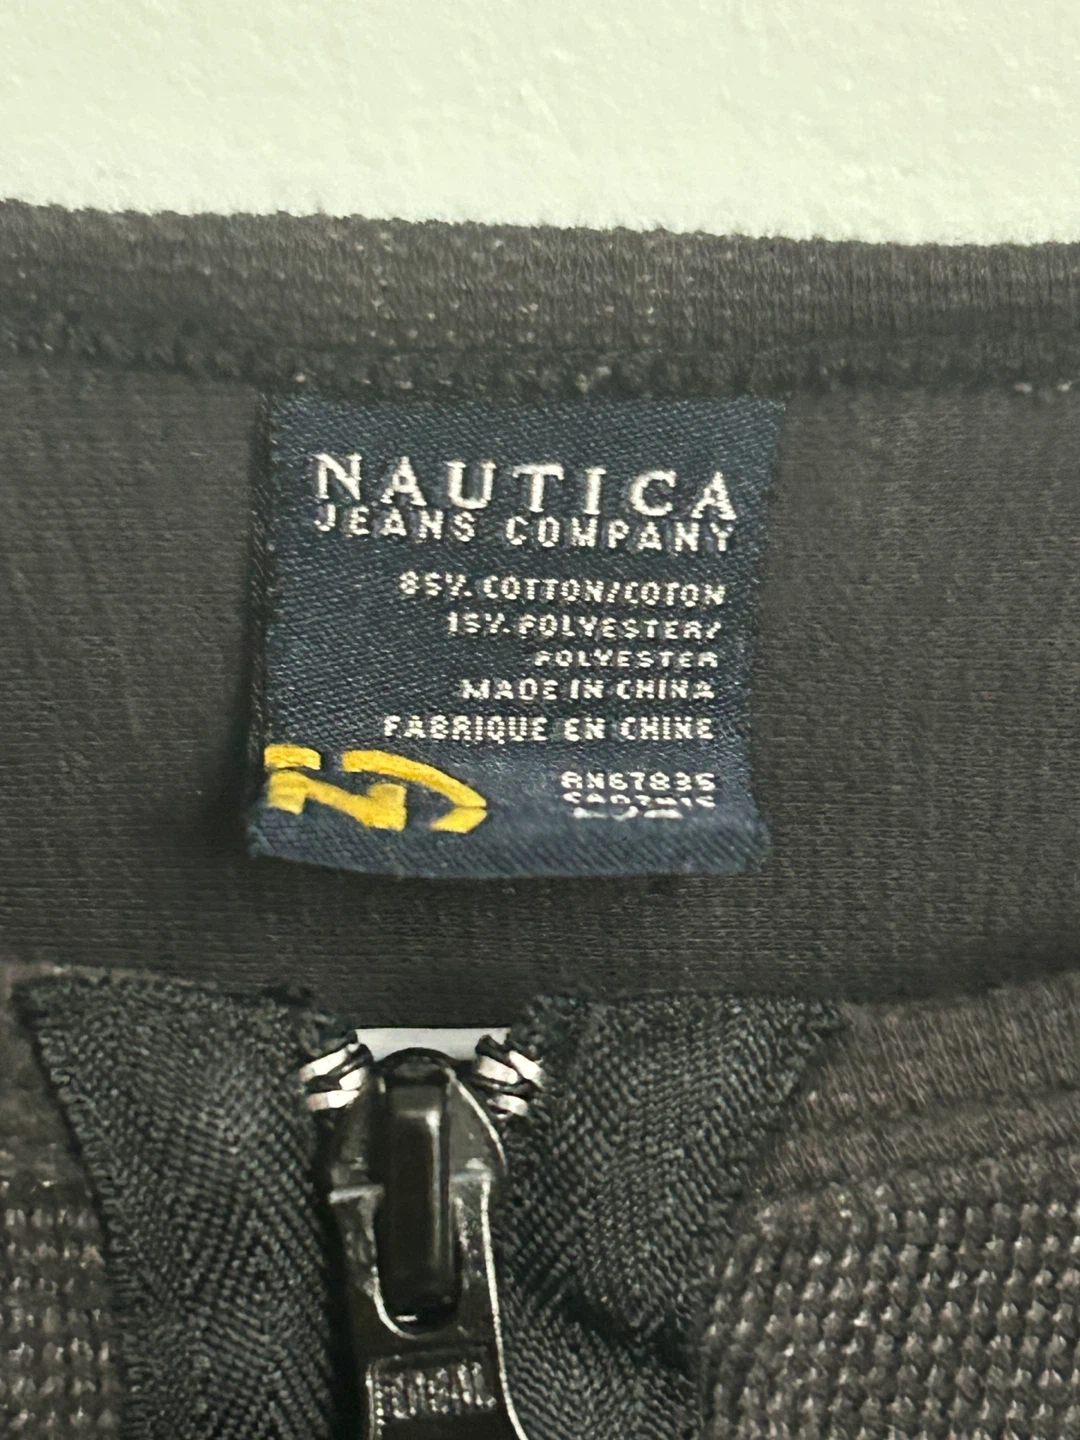 NAUTICA
JEANS COMPANY
85% COTTON/COTON
15% POLYESTER/
POLYESTER
MADE IN CHINA
FABRIQUE EN CHINE
RN67835